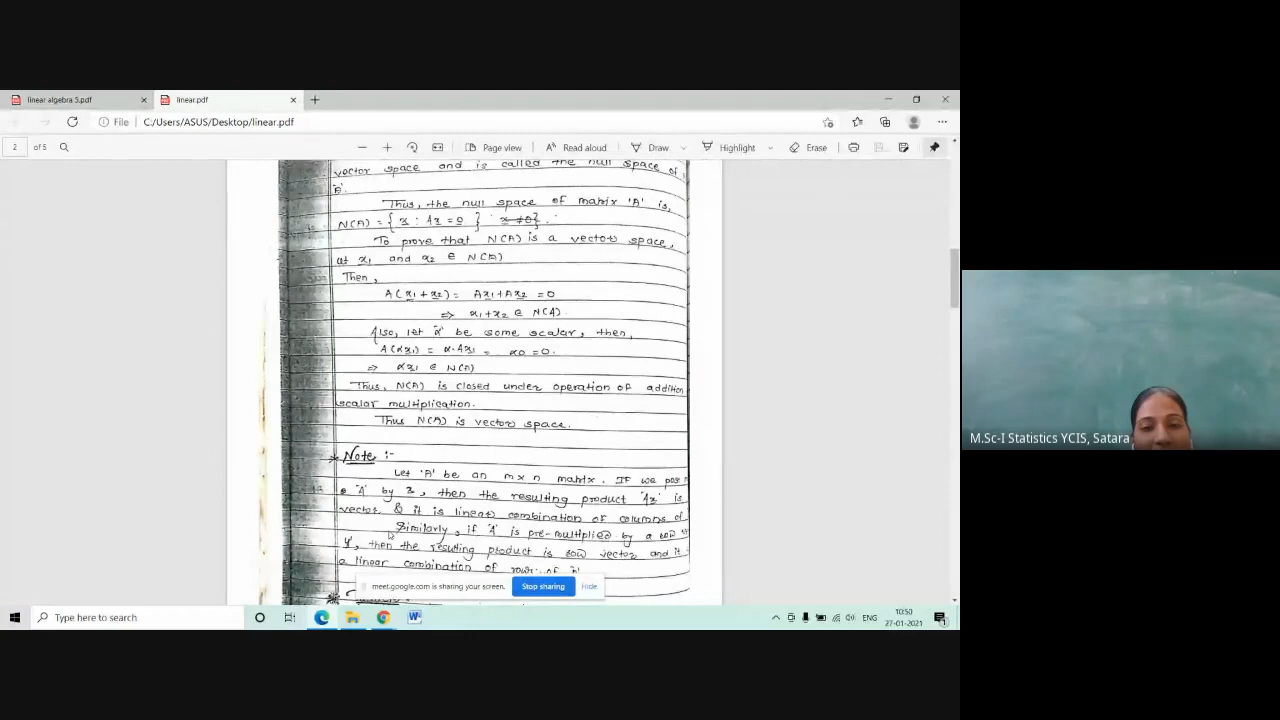 linear algebra 5.pdf
linear.pdf
File C:/Users/ASUS/Desktop/linear.pdf
2 of 5 Page view Read aloud Draw Highlight Erase
vector space and is called the null space of
'A'.
Thus, the null space of matrix 'A' is,
N(A) = { x : Ax = 0 } x ≠ 0}.
To prove that N(A) is a vector space,
let x1 and x2 ∈ N(A)
Then,
A(x1 + x2) = Ax1 + Ax2 = 0
⇒ x1 + x2 ∈ N(A).
Also, let 'α' be some scalar, then,
A(αx1) = α·Ax1 = α0 = 0.
⇒ αx1 ∈ N(A)
Thus, N(A) is closed under operation of addition
scalar multiplication.
Thus N(A) is vector space.
* Note :-
Let 'A' be an m x n matrix. If we
'A' by x, then the resulting product 'Ax' is
vector & it is linear combination of columns of
Similarly, if 'A' is pre-multiplied by a row
y', then the resulting product is row vector and it
a linear combination of rows of 'A'
meet.google.com is sharing your screen. Stop sharing Hide
M.Sc-I Statistics YCIS, Satara
Type here to search
ENG
10:50
27-01-2021